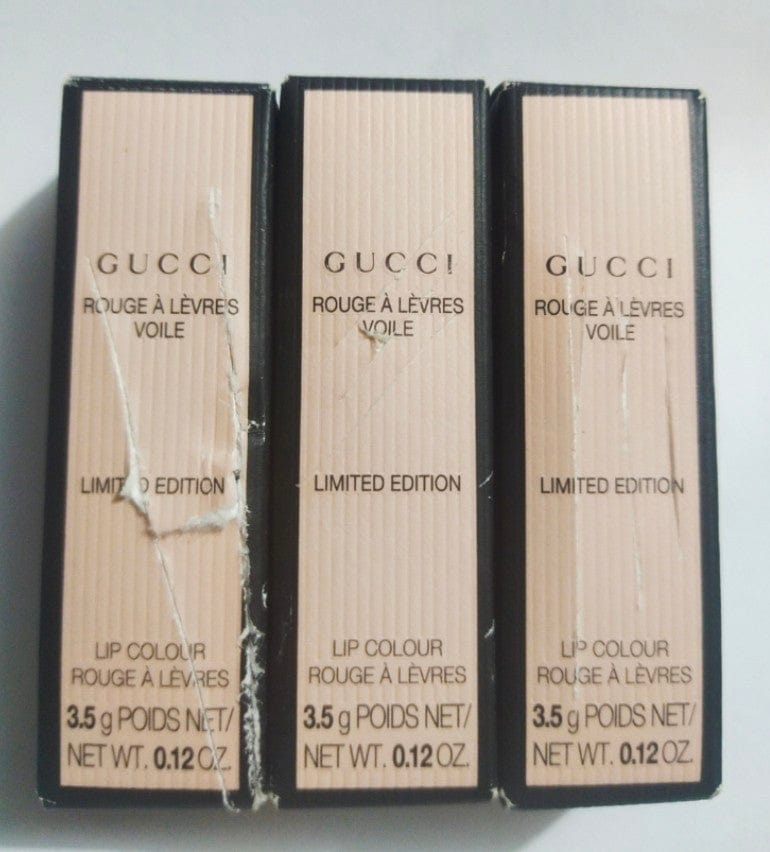 GUCCI
ROUGE À LÈVRES
VOILE
LIMITED EDITION
LIP COLOUR
ROUGE À LÈVRES
3.5 g POIDS NET/
NET WT. 0.12 OZ.
GUCCI
ROUGE À LÈVRES
VOILE
LIMITED EDITION
LIP COLOUR
ROUGE À LÈVRES
3.5 g POIDS NET/
NET WT. 0.12 OZ.
GUCCI
ROUGE À LÈVRES
VOILE
LIMITED EDITION
LIP COLOUR
ROUGE À LÈVRES
3.5 g POIDS NET/
NET WT. 0.12 OZ.